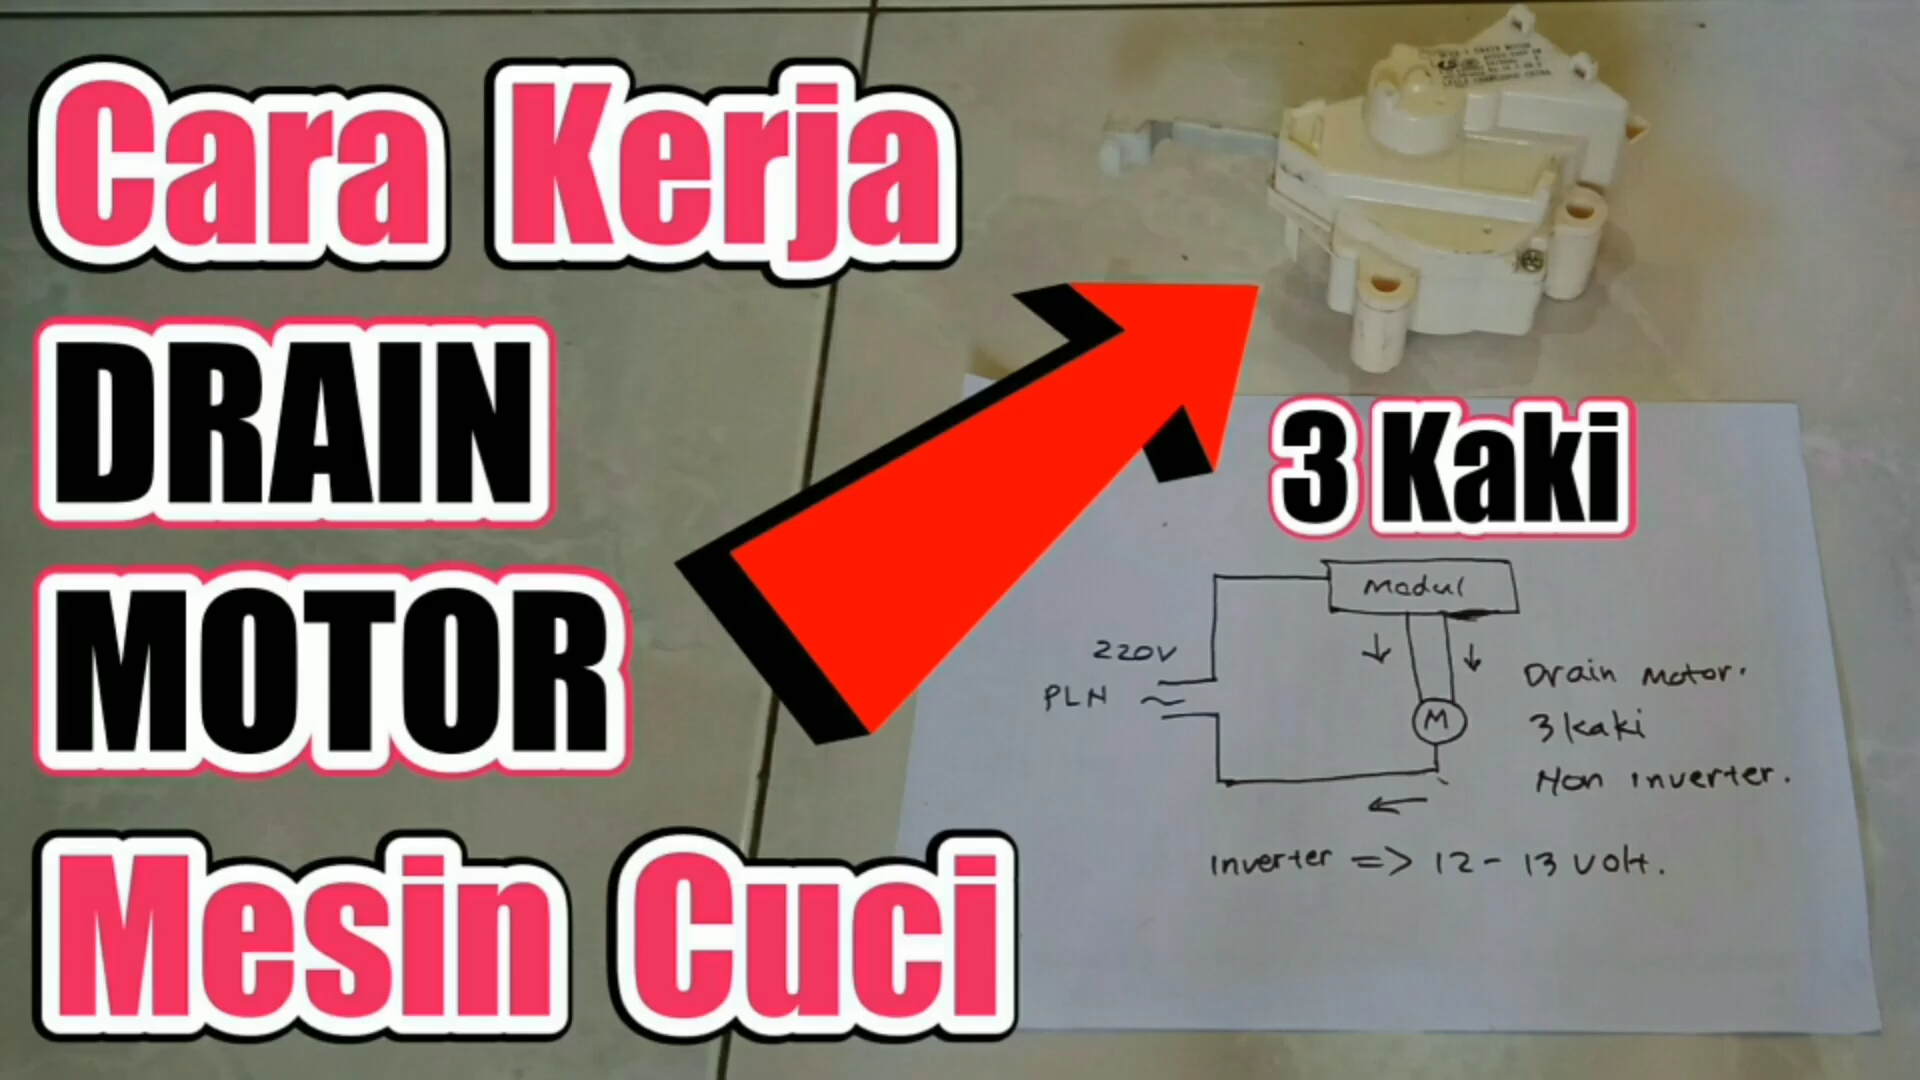 Cara Kerja
DRAIN
MOTOR
Mesin Cuci
3 Kaki
Modul
220V
PLN
M
Drain Motor.
3 kaki
Non inverter.
Inverter => 12 - 13 Volt.